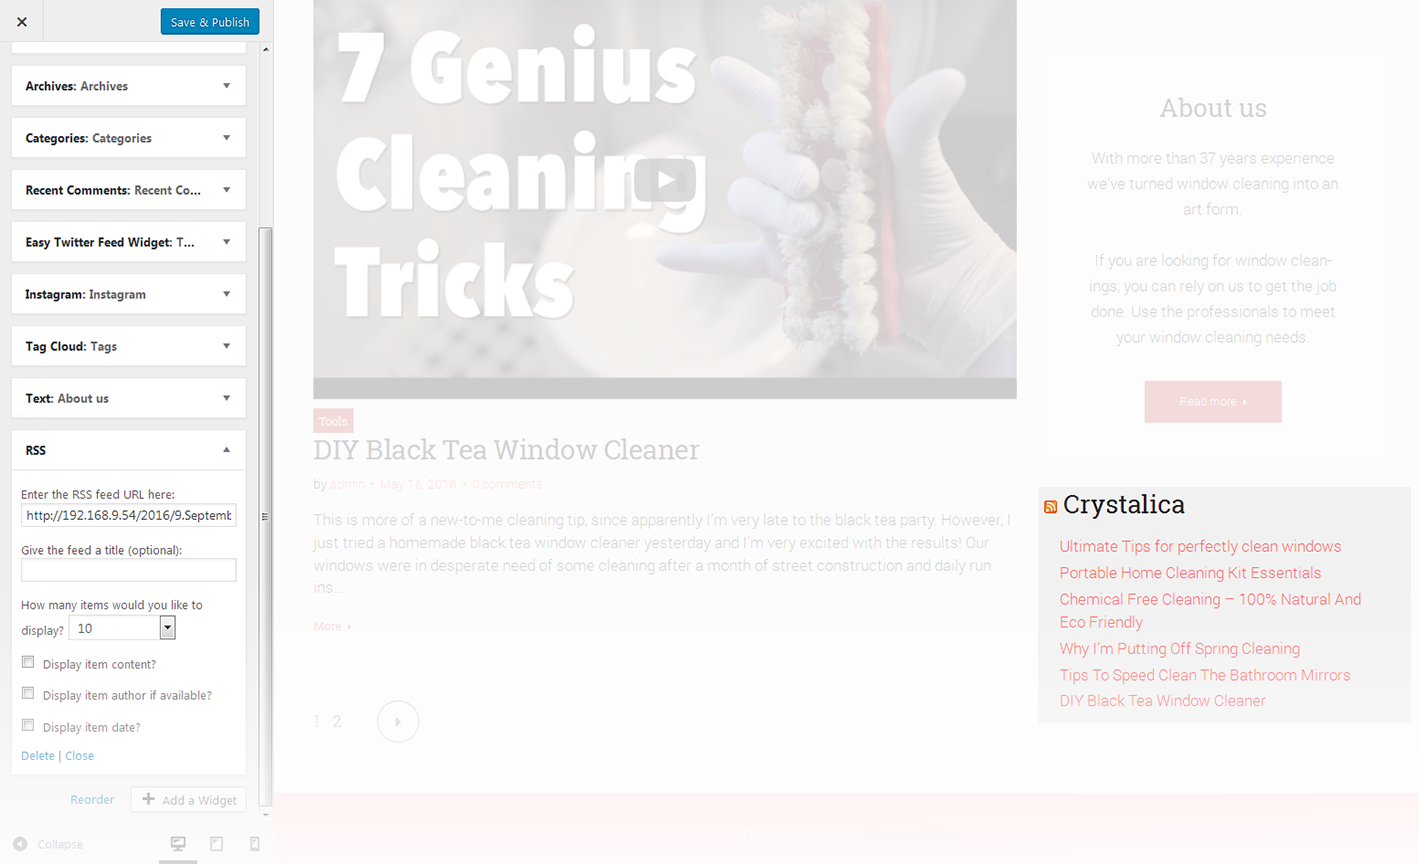 Save & Publish
Archives: Archives
Categories: Categories
Recent Comments: Recent Co...
Easy Twitter Feed Widget: T...
Instagram: Instagram
Tag Cloud: Tags
Text: About us
RSS
Enter the RSS feed URL here:
http://192.168.9.54/2016/9.Septemb
Give the feed a title (optional):
How many items would you like to
display? 10
Display item content?
Display item author if available?
Display item date?
Delete | Close
Reorder
Add a Widget
Collapse
7 Genius
Cleaning
Tricks
Tools
DIY Black Tea Window Cleaner
by admin • May 16, 2016 • 0 comments
This is more of a new-to-me cleaning tip, since apparently I'm very late to the black tea party. However, I
just tried a homemade black tea window cleaner yesterday and I'm very excited with the results! Our
windows were in desperate need of some cleaning after a month of street construction and daily run
ins...
More
1 2
About us
With more than 37 years experience
we've turned window cleaning into an
art form.
If you are looking for window clean-
ings, you can rely on us to get the job
done. Use the professionals to meet
your window cleaning needs.
Read more
Crystalica
Ultimate Tips for perfectly clean windows
Portable Home Cleaning Kit Essentials
Chemical Free Cleaning – 100% Natural And
Eco Friendly
Why I'm Putting Off Spring Cleaning
Tips To Speed Clean The Bathroom Mirrors
DIY Black Tea Window Cleaner
2016 (c) Crystalica